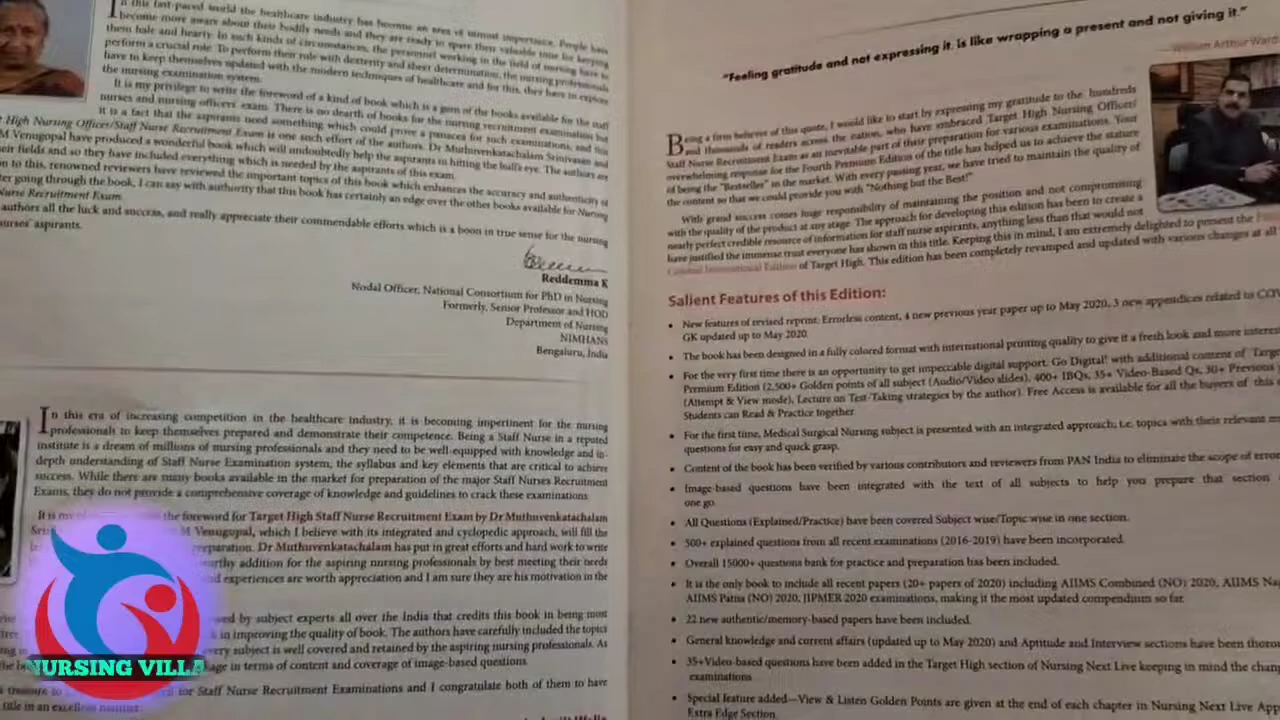 In this fast-paced world the healthcare industry has become an area of utmost importance. People have
become more aware about their bodily needs and they are ready to spare their valuable time for keeping
them hale and hearty. In such kinds of circumstances, the personnel working in the field of nursing have to
perform a crucial role. To perform their role with dexterity and sheer determination, the nursing professionals
have to keep themselves updated with the modern techniques of healthcare and for this, they have to explore
the nursing examination system.
It is my privilege to write the foreword of a kind of book which is a gem of the books available for the staff
nurses and nursing officers' exam. There is no dearth of books for the nursing recruitment examination but
it is a fact that the aspirants need something which could prove a panacea for such examinations, and this
High Nursing Officer/Staff Nurse Recruitment Exam is one such effort of the authors. Dr Muthuvenkatachalam Srinivasan and
M Venugopal have produced a wonderful book which will undoubtedly help the aspirants in hitting the bull's eye. The authors are
their fields and so they have included everything which is needed by the aspirants of this exam.
on to this, renowned reviewers have reviewed the important topics of this book which enhances the accuracy and authenticity of
ter going through the book, I can say with authority that this book has certainly an edge over the other books available for Nursing
Nurse Recruitment Exam.
authors all the luck and success, and really appreciate their commendable efforts which is a boon in true sense for the nursing
nurses' aspirants.
Reddemma K
Nodal Officer, National Consortium for PhD in Nursing
Formerly, Senior Professor and HOD
Department of Nursing
NIMHANS
Bengaluru, India
In this era of increasing competition in the healthcare industry, it is becoming impertinent for the nursing
professionals to keep themselves prepared and demonstrate their competence. Being a Staff Nurse in a reputed
institute is a dream of millions of nursing professionals and they need to be well-equipped with knowledge and in-
depth understanding of Staff Nurse Examination system, the syllabus and key elements that are critical to achieve
success. While there are many books available in the market for preparation of the major Staff Nurses Recruitment
Exams, they do not provide a comprehensive coverage of knowledge and guidelines to crack these examinations.
It is my the foreword for Target High Staff Nurse Recruitment Exam by Dr Muthuvenkatachalam
M Venugopal, which I believe with its integrated and cyclopedic approach, will fill the
preparation. Dr Muthuvenkatachalam has put in great efforts and hard work to write
worthy addition for the aspiring nursing professionals by best meeting their needs
and experiences are worth appreciation and I am sure they are his motivation in the
by subject experts all over the India that credits this book in being most
in improving the quality of book. The authors have carefully included the topics
every subject is well covered and retained by the aspiring nursing professionals. As
in terms of content and coverage of image-based questions.
for Staff Nurse Recruitment Examinations and I congratulate both of them to have
title in an excellent manner.
NURSING VILLA
"Feeling gratitude and not expressing it, is like wrapping a present and not giving it."
—William Arthur Ward
Being a firm believer of this quote, I would like to start by expressing my gratitude to the hundreds
and thousands of readers across the nation, who have embraced Target High Nursing Officer/
Staff Nurse Recruitment Exam as an inevitable part of their preparation for various examinations. Your
overwhelming response for the Fourth Premium Edition of the title has helped us to achieve the stature
of being the "Bestseller" in the market. With every passing year, we have tried to maintain the quality of
the content so that we could provide you with "Nothing but the Best!"
With grand success comes huge responsibility of maintaining the position and not compromising
with the quality of the product at any stage. The approach for developing this edition has been to create a
nearly perfect credible resource of information for staff nurse aspirants, anything less than that would not
have justified the immense trust everyone has shown in this title. Keeping this in mind, I am extremely delighted to present the
International Edition of Target High. This edition has been completely revamped and updated with various changes at all
Salient Features of this Edition:
• New features of revised reprint: Errorless content, 4 new previous year paper up to May 2020, 3 new appendices related to COV
GK updated up to May 2020.
• The book has been designed in a fully colored format with international printing quality to give it a fresh look and more interes
• For the very first time there is an opportunity to get impeccable digital support. Go Digital! with additional content of Targe
Premium Edition (2,500+ Golden points of all subject (Audio/Video slides), 400+ IBQs, 35+ Video-Based Qs, 50+ Previous
(Attempt & View mode), Lecture on Test-Taking strategies by the author). Free Access is available for all the buyers of this
Students can Read & Practice together.
• For the first time, Medical Surgical Nursing subject is presented with an integrated approach; i.e. topics with their relevant
questions for easy and quick grasp.
• Content of the book has been verified by various contributors and reviewers from PAN India to eliminate the scope of error
• Image-based questions have been integrated with the text of all subjects to help you prepare that section
one go.
• All Questions (Explained/Practice) have been covered Subject wise/Topic wise in one section.
• 500+ explained questions from all recent examinations (2016-2019) have been incorporated.
• Overall 15000+ questions bank for practice and preparation has been included.
• It is the only book to include all recent papers (20+ papers of 2020) including AIIMS Combined (NO) 2020, AIIMS Na
AIIMS Patna (NO) 2020, JIPMER 2020 examinations, making it the most updated compendium so far.
• 22 new authentic/memory-based papers have been included.
• General knowledge and current affairs (updated up to May 2020) and Aptitude and Interview sections have been thorou
• 35+Video-based questions have been added in the Target High section of Nursing Next Live keeping in mind the chan
examinations
• Special feature added—View & Listen Golden Points are given at the end of each chapter in Nursing Next Live App
Extra Edge Section.